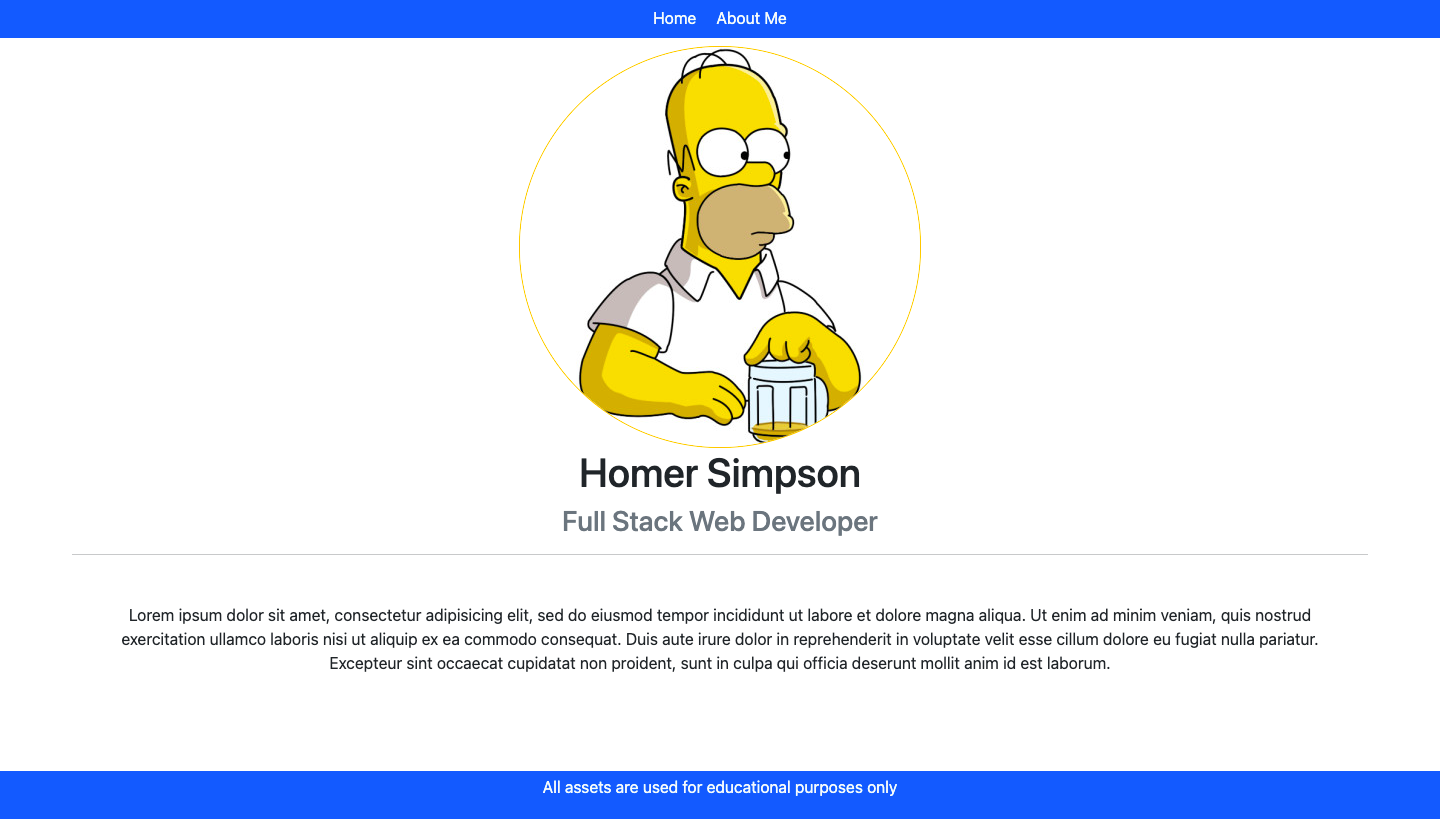 Home About Me
Homer Simpson
Full Stack Web Developer
Lorem ipsum dolor sit amet, consectetur adipisicing elit, sed do eiusmod tempor incididunt ut labore et dolore magna aliqua. Ut enim ad minim veniam, quis nostrud
exercitation ullamco laboris nisi ut aliquip ex ea commodo consequat. Duis aute irure dolor in reprehenderit in voluptate velit esse cillum dolore eu fugiat nulla pariatur.
Excepteur sint occaecat cupidatat non proident, sunt in culpa qui officia deserunt mollit anim id est laborum.
All assets are used for educational purposes only